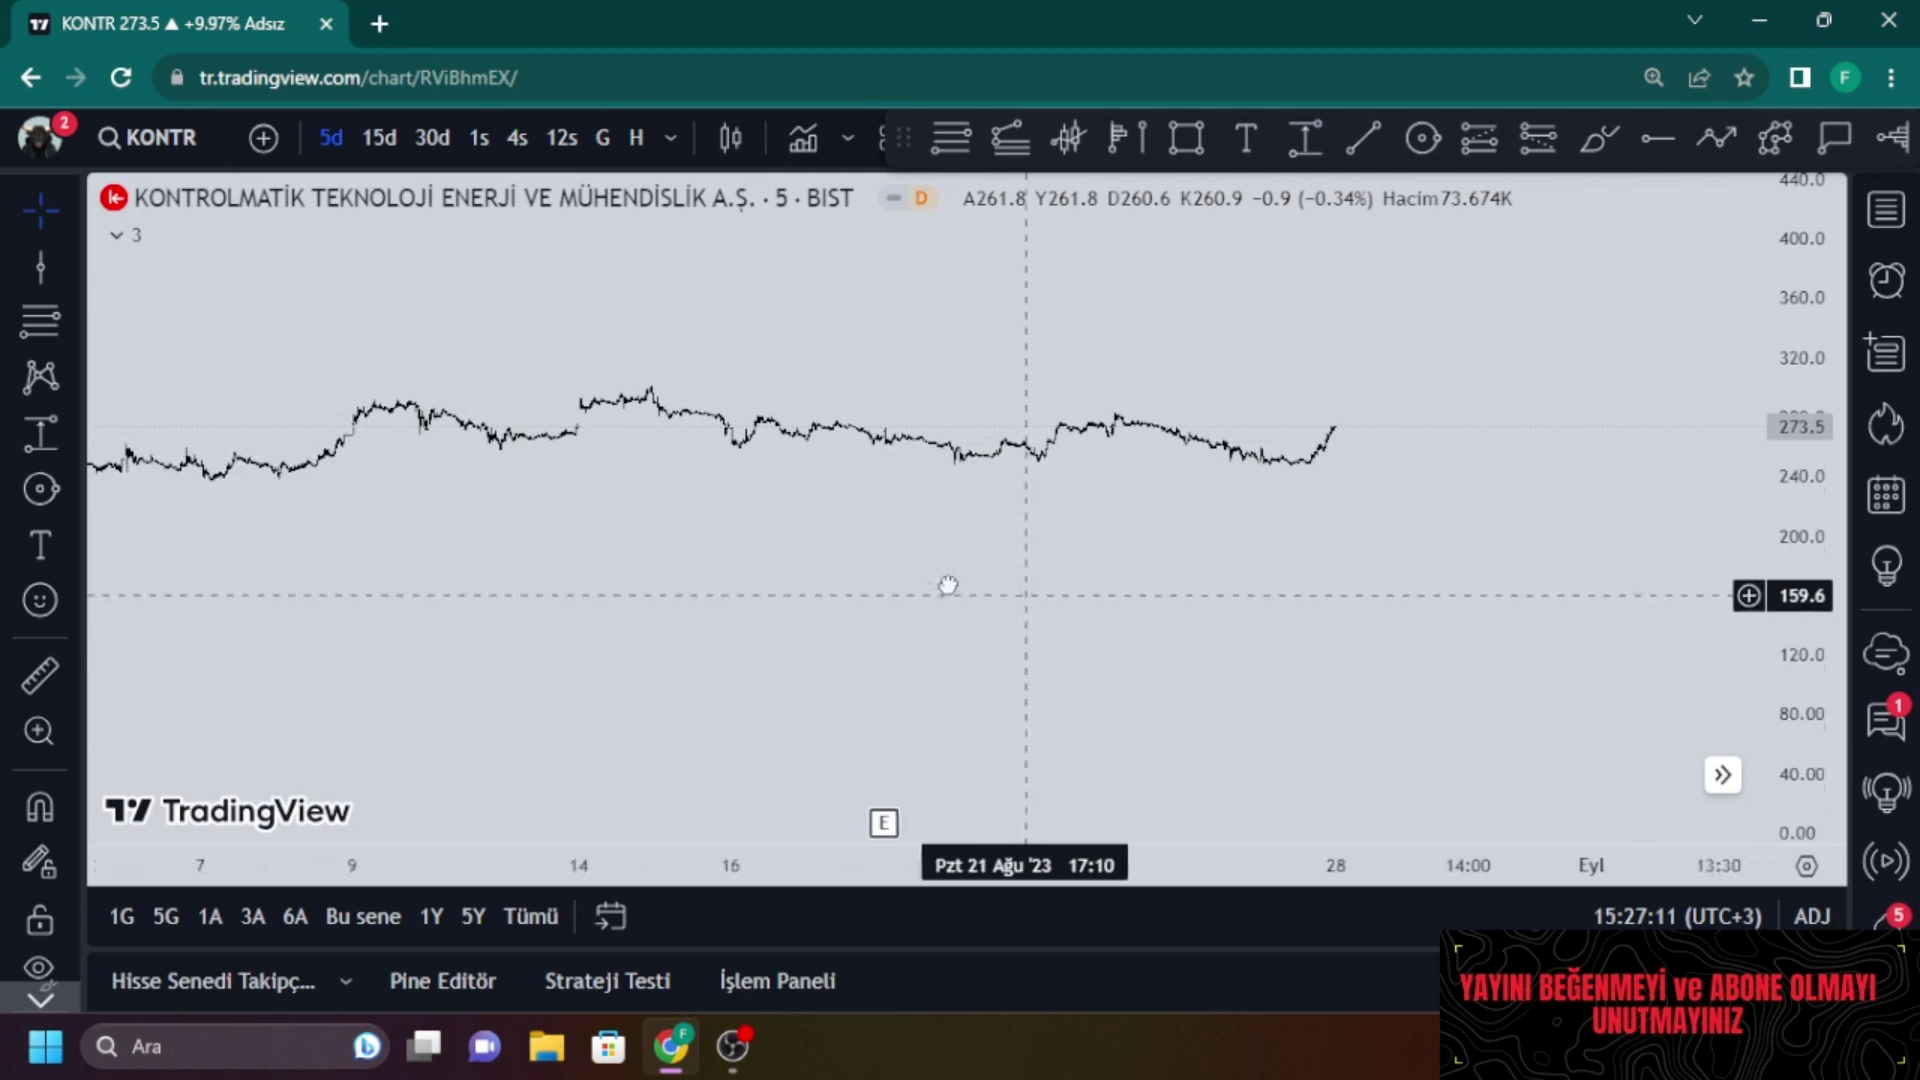 KONTR 273.5 ▲ +9.97% Adsız
tr.tradingview.com/chart/RViBhmEX/
F
2
KONTR
5d 15d 30d 1s 4s 12s G H
KONTROLMATİK TEKNOLOJİ ENERJİ VE MÜHENDİSLİK A.Ş. · 5 · BIST
D
A261.8 Y261.8 D260.6 K260.9 −0.9 (−0.34%) Hacim73.674K
3
440.0
400.0
360.0
320.0
273.5
240.0
200.0
159.6
120.0
80.00
40.00
0.00
1
5
TradingView
E
7 9 14 16 Pzt 21 Ağu '23 17:10 28 14:00 Eyl 13:30
1G 5G 1A 3A 6A Bu sene 1Y 5Y Tümü
15:27:11 (UTC+3) ADJ
Hisse Senedi Takipç... Pine Editör Strateji Testi İşlem Paneli
YAYINI BEĞENMEYİ ve ABONE OLMAYI
UNUTMAYINIZ
Ara
F